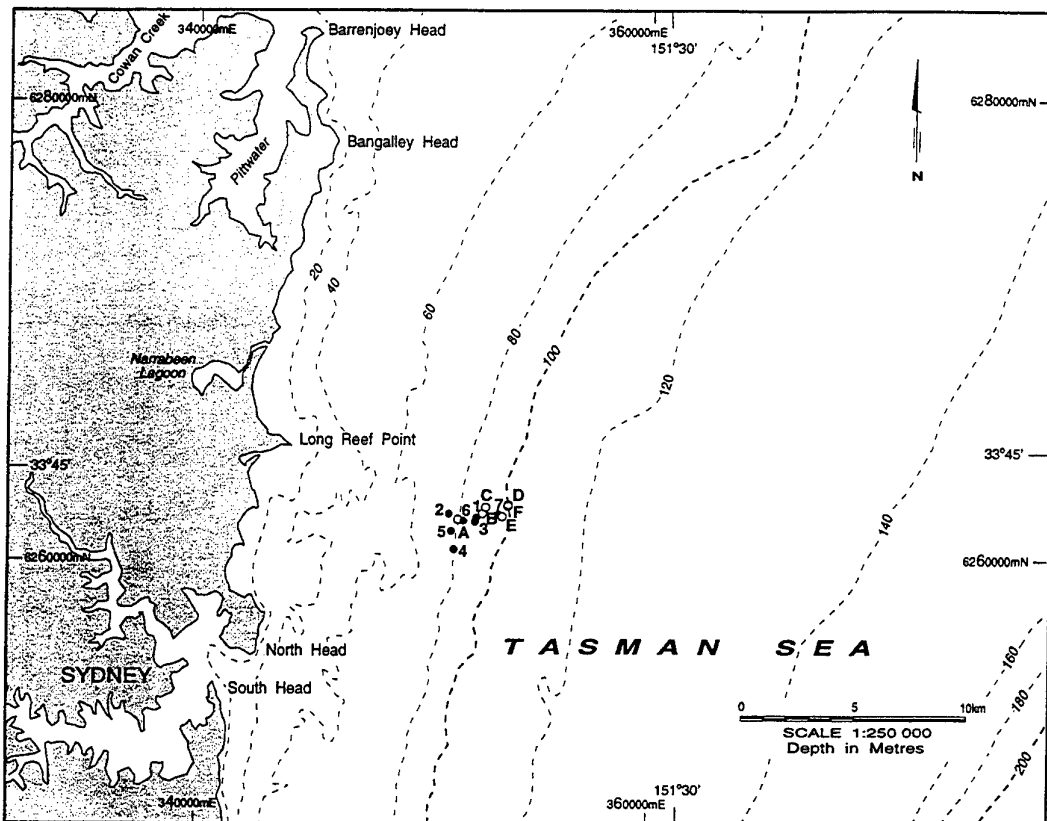 340000mE
Barrenjoey Head
360000mE
151°30'
Cowan Creek
6280000mN
6280000mN
Bangalley Head
Pittwater
N
20
40
60
80
100
120
140
Narrabeen
Lagoon
Long Reef Point
33°45'
33°45'
C
D
2
6
1
7
F
B
E
5
A
3
4
6260000mN
6260000mN
North Head
TASMAN SEA
SYDNEY
South Head
160
180
200
0
5
10km
SCALE 1:250 000
Depth in Metres
340000mE
360000mE
151°30'